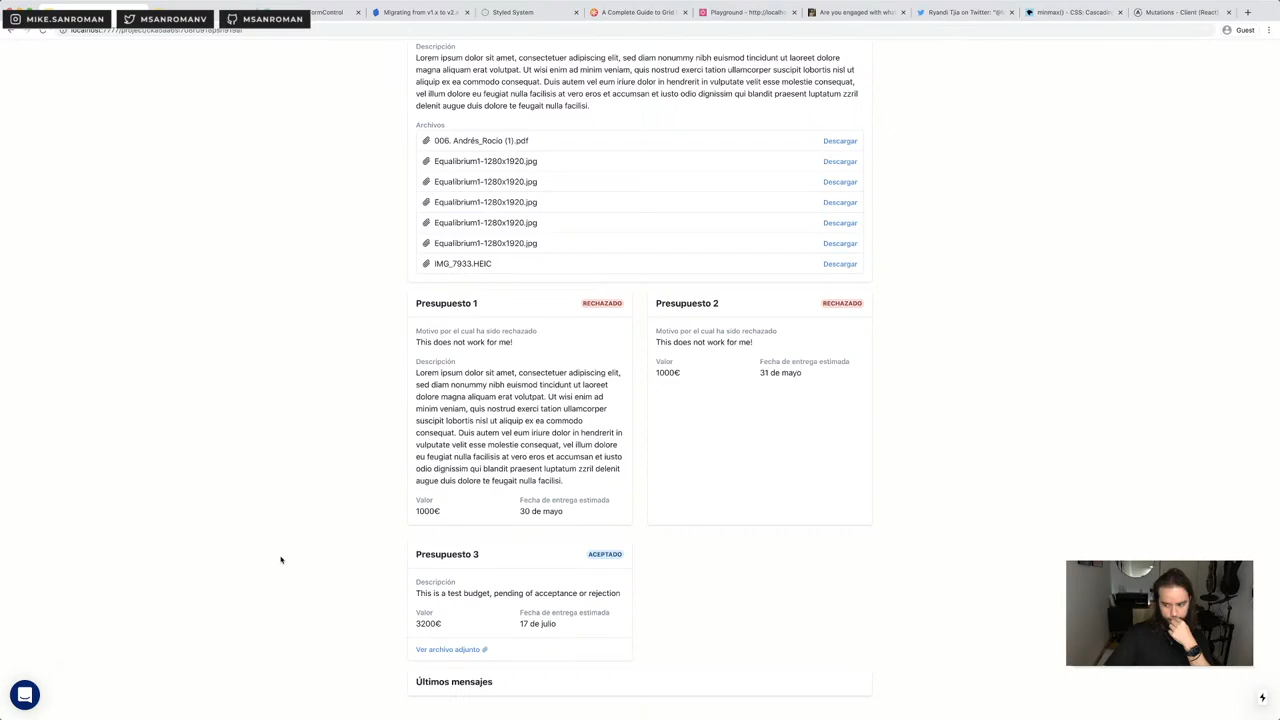 MIKE.SANROMAN
MSANROMANV
MSANROMAN
ormControl
Migrating from v1.x to v2.x
Styled System
A Complete Guide to Grid
Playground – http://localho
Are you engaged with wha
Ryandi Tjia on Twitter: "@
minmax() - CSS: Cascading
Mutations - Client (React)
Guest
Descripción
Lorem ipsum dolor sit amet, consectetuer adipiscing elit, sed diam nonummy nibh euismod tincidunt ut laoreet
magna aliquam erat volutpat. Ut wisi enim ad minim veniam, quis nostrud exerci tation ullamcorper suscipit lobortis nisl ut
aliquip ex ea commodo consequat. Duis autem vel eum iriure dolor in hendrerit in vulputate velit esse molestie consequat,
vel illum dolore eu feugiat nulla facilisis at vero eros et accumsan et iusto odio dignissim qui blandit praesent luptatum zzril
delenit augue duis dolore te feugait nulla facilisi.
Archivos
006. Andrés_Rocio (1).pdf Descargar
Equalibrium1-1280x1920.jpg Descargar
Equalibrium1-1280x1920.jpg Descargar
Equalibrium1-1280x1920.jpg Descargar
Equalibrium1-1280x1920.jpg Descargar
Equalibrium1-1280x1920.jpg Descargar
IMG_7933.HEIC Descargar
Presupuesto 1 RECHAZADO
Motivo por el cual ha sido rechazado
This does not work for me!
Descripción
Lorem ipsum dolor sit amet, consectetuer adipiscing elit,
sed diam nonummy nibh euismod tincidunt ut laoreet
dolore magna aliquam erat volutpat. Ut wisi enim ad
minim veniam, quis nostrud exerci tation ullamcorper
suscipit lobortis nisl ut aliquip ex ea commodo
consequat. Duis autem vel eum iriure dolor in hendrerit in
vulputate velit esse molestie consequat, vel illum dolore
eu feugiat nulla facilisis at vero eros et accumsan et iusto
odio dignissim qui blandit praesent luptatum zzril delenit
augue duis dolore te feugait nulla facilisi.
Valor Fecha de entrega estimada
1000€ 30 de mayo
Presupuesto 2 RECHAZADO
Motivo por el cual ha sido rechazado
This does not work for me!
Valor Fecha de entrega estimada
1000€ 31 de mayo
Presupuesto 3 ACEPTADO
Descripción
This is a test budget, pending of acceptance or rejection
Valor Fecha de entrega estimada
3200€ 17 de julio
Ver archivo adjunto
Últimos mensajes